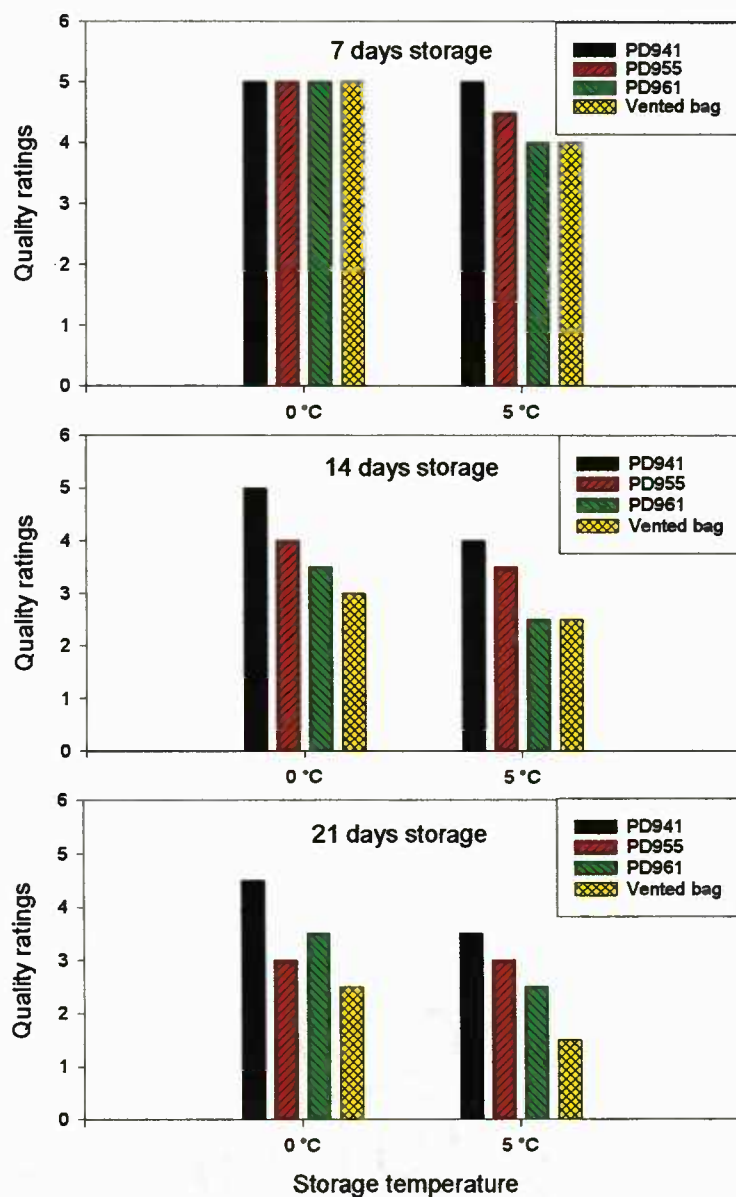 7 days storage
PD941
PD955
PD961
Vented bag
Quality ratings
6
5
4
3
2
1
0
0 °C
5 °C
14 days storage
PD941
PD955
PD961
Vented bag
Quality ratings
6
5
4
3
2
1
0
0 °C
5 °C
21 days storage
PD941
PD955
PD961
Vented bag
Quality ratings
6
5
4
3
2
1
0
0 °C
5 °C
Storage temperature